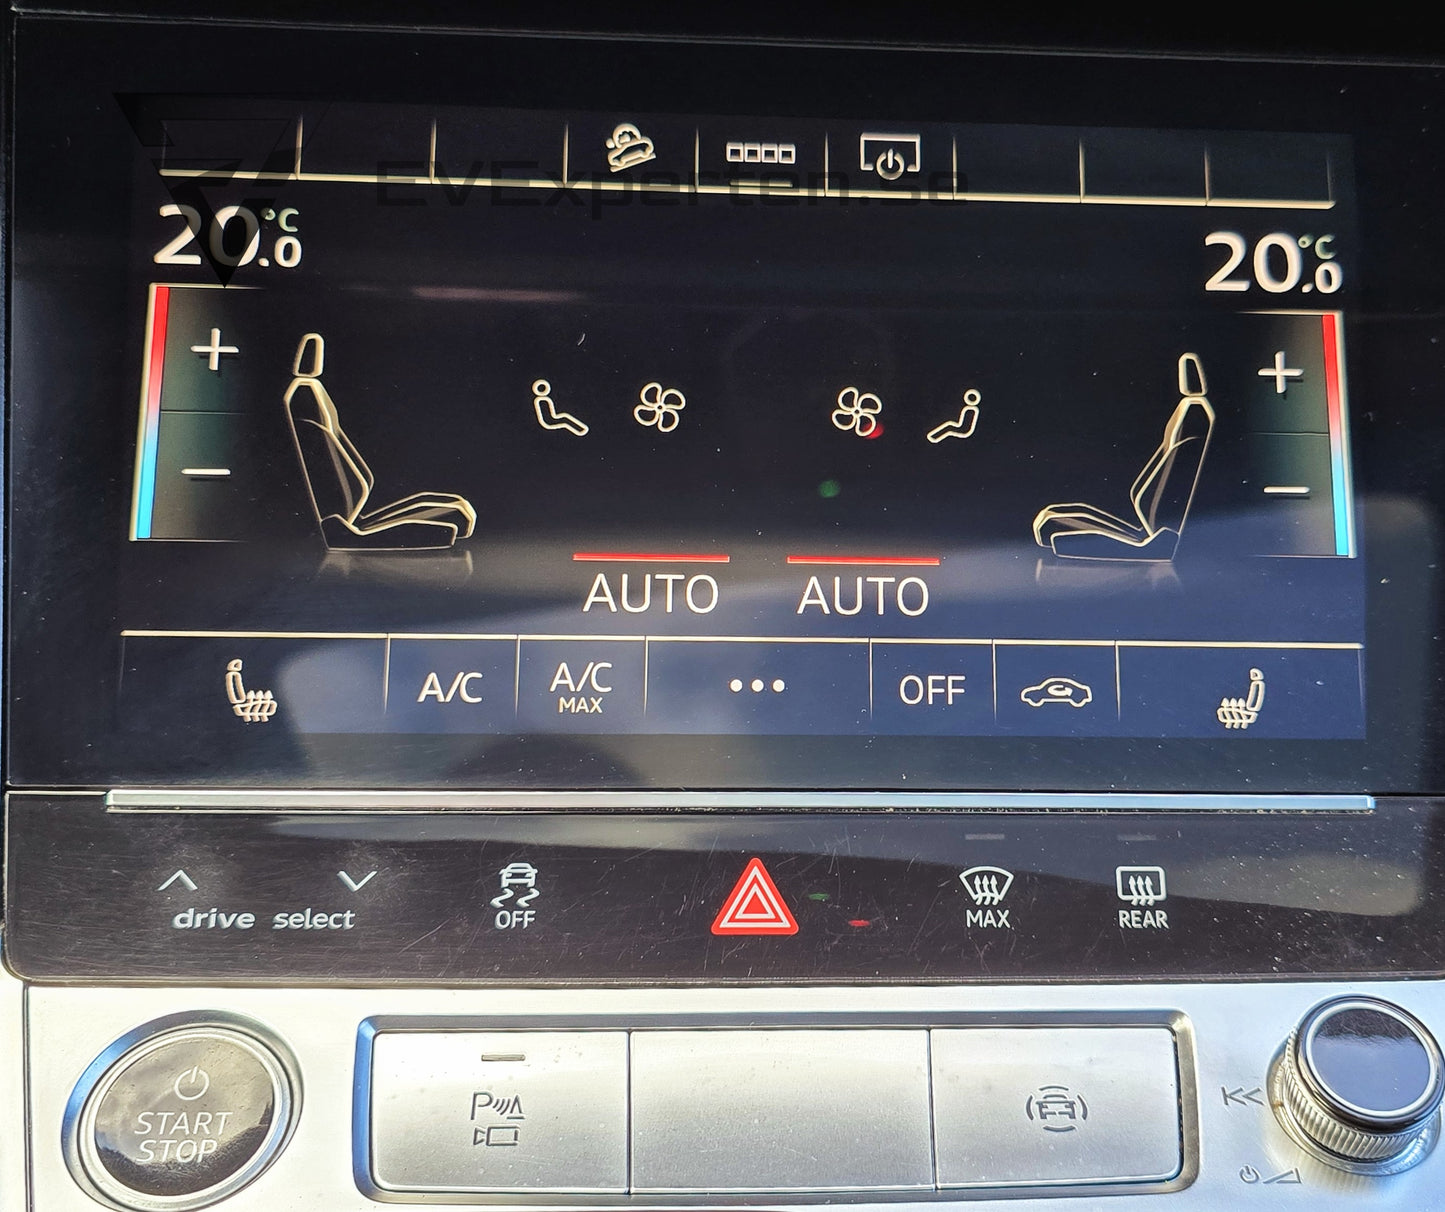 EVExperten.se
20.0 °C
20.0 °C
+
+
−
−
AUTO
AUTO
A/C
A/C
MAX
•••
OFF
drive select
OFF
MAX
REAR
START
STOP
P